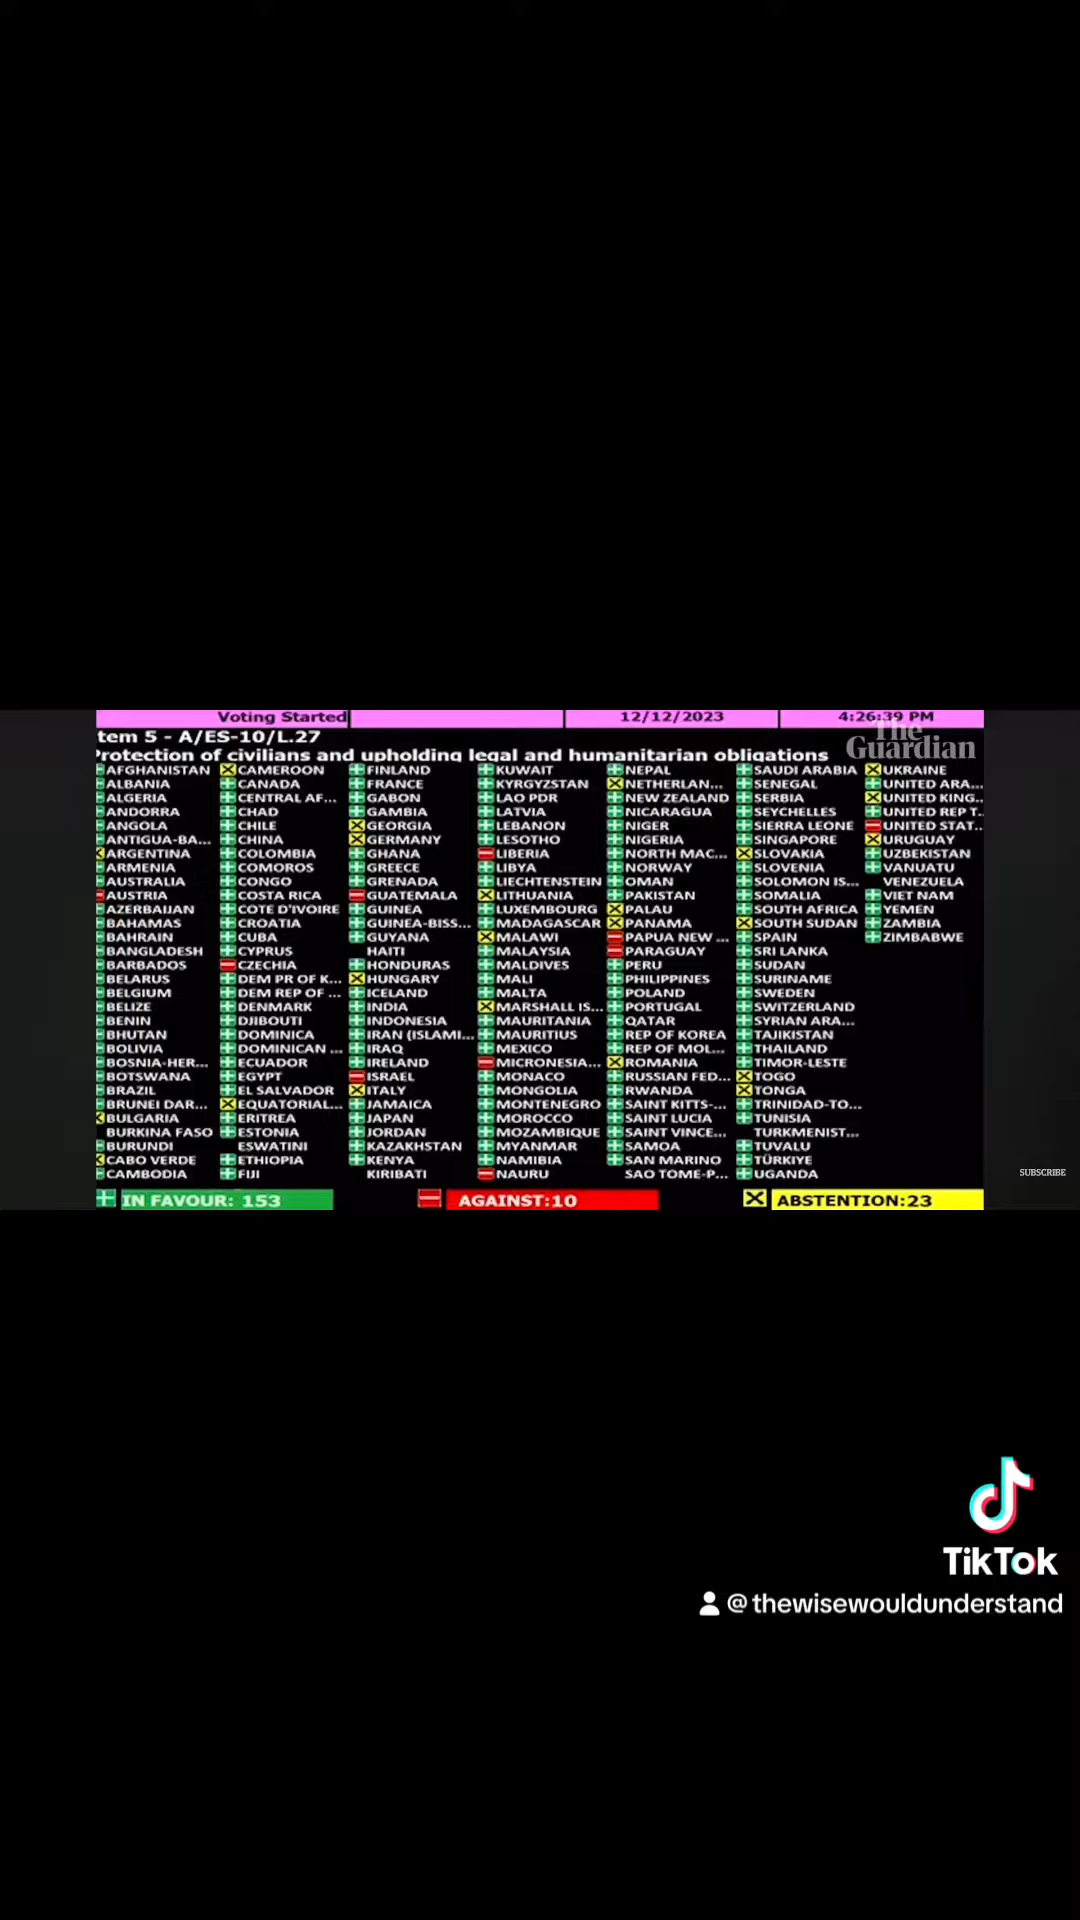 Voting Started 12/12/2023 4:26:39 PM
The
Guardian
tem 5 - A/ES-10/L.27
Protection of civilians and upholding legal and humanitarian obligations
AFGHANISTAN CAMEROON FINLAND KUWAIT NEPAL SAUDI ARABIA UKRAINE
ALBANIA CANADA FRANCE KYRGYZSTAN NETHERLAN... SENEGAL UNITED ARA...
ALGERIA CENTRAL AF... GABON LAO PDR NEW ZEALAND SERBIA UNITED KING...
ANDORRA CHAD GAMBIA LATVIA NICARAGUA SEYCHELLES UNITED REP T...
ANGOLA CHILE GEORGIA LEBANON NIGER SIERRA LEONE UNITED STAT...
ANTIGUA-BA... CHINA GERMANY LESOTHO NIGERIA SINGAPORE URUGUAY
ARGENTINA COLOMBIA GHANA LIBERIA NORTH MAC... SLOVAKIA UZBEKISTAN
ARMENIA COMOROS GREECE LIBYA NORWAY SLOVENIA VANUATU
AUSTRALIA CONGO GRENADA LIECHTENSTEIN OMAN SOLOMON IS... VENEZUELA
AUSTRIA COSTA RICA GUATEMALA LITHUANIA PAKISTAN SOMALIA VIET NAM
AZERBAIJAN CÔTE D'IVOIRE GUINEA LUXEMBOURG PALAU SOUTH AFRICA YEMEN
BAHAMAS CROATIA GUINEA-BISS... MADAGASCAR PANAMA SOUTH SUDAN ZAMBIA
BAHRAIN CUBA GUYANA MALAWI PAPUA NEW ... SPAIN ZIMBABWE
BANGLADESH CYPRUS HAITI MALAYSIA PARAGUAY SRI LANKA
BARBADOS CZECHIA HONDURAS MALDIVES PERU SUDAN
BELARUS DEM PR OF K... HUNGARY MALI PHILIPPINES SURINAME
BELGIUM DEM REP OF ... ICELAND MALTA POLAND SWEDEN
BELIZE DENMARK INDIA MARSHALL IS... PORTUGAL SWITZERLAND
BENIN DJIBOUTI INDONESIA MAURITANIA QATAR SYRIAN ARA...
BHUTAN DOMINICA IRAN (ISLAMI... MAURITIUS REP OF KOREA TAJIKISTAN
BOLIVIA DOMINICAN ... IRAQ MEXICO REP OF MOL... THAILAND
BOSNIA-HER... ECUADOR IRELAND MICRONESIA... ROMANIA TIMOR-LESTE
BOTSWANA EGYPT ISRAEL MONACO RUSSIAN FED... TOGO
BRAZIL EL SALVADOR ITALY MONGOLIA RWANDA TONGA
BRUNEI DAR... EQUATORIAL... JAMAICA MONTENEGRO SAINT KITTS-... TRINIDAD-TO...
BULGARIA ERITREA JAPAN MOROCCO SAINT LUCIA TUNISIA
BURKINA FASO ESTONIA JORDAN MOZAMBIQUE SAINT VINCE... TURKMENIST...
BURUNDI ESWATINI KAZAKHSTAN MYANMAR SAMOA TUVALU
CABO VERDE ETHIOPIA KENYA NAMIBIA SAN MARINO TÜRKİYE
CAMBODIA FIJI KIRIBATI NAURU SAO TOME-P... UGANDA
IN FAVOUR: 153 AGAINST:10 ABSTENTION:23
SUBSCRIBE
TikTok
@thewisewouldunderstand